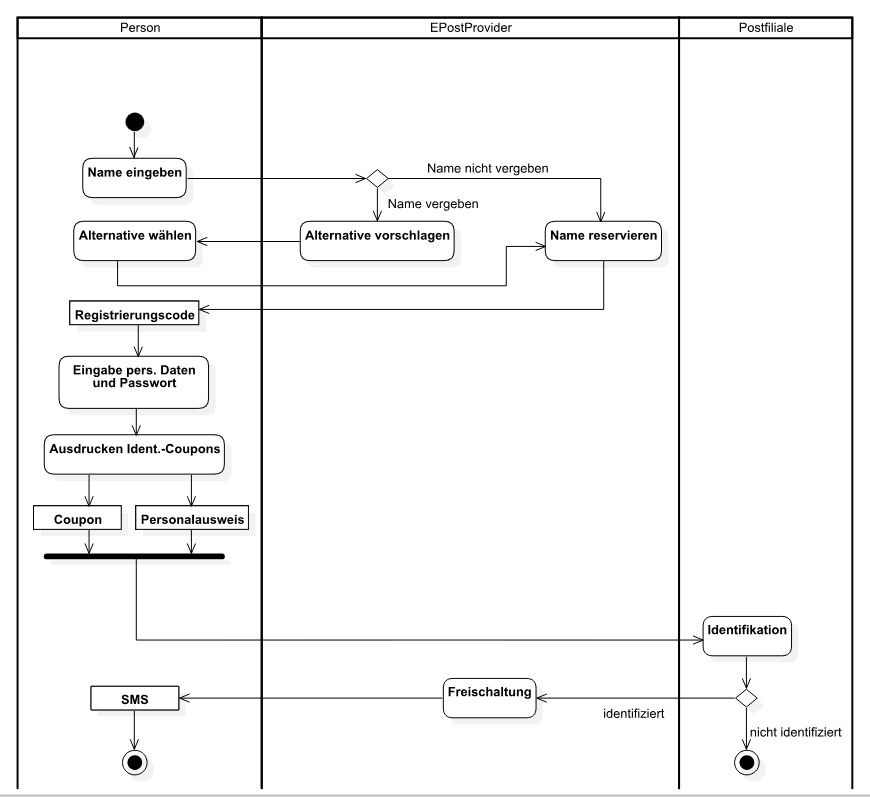 Person
EPostProvider
Postfiliale
Name eingeben
Name nicht vergeben
Name vergeben
Alternative wählen
Alternative vorschlagen
Name reservieren
Registrierungscode
Eingabe pers. Daten
und Passwort
Ausdrucken Ident.-Coupons
Coupon
Personalausweis
Identifikation
SMS
Freischaltung
identifiziert
nicht identifiziert